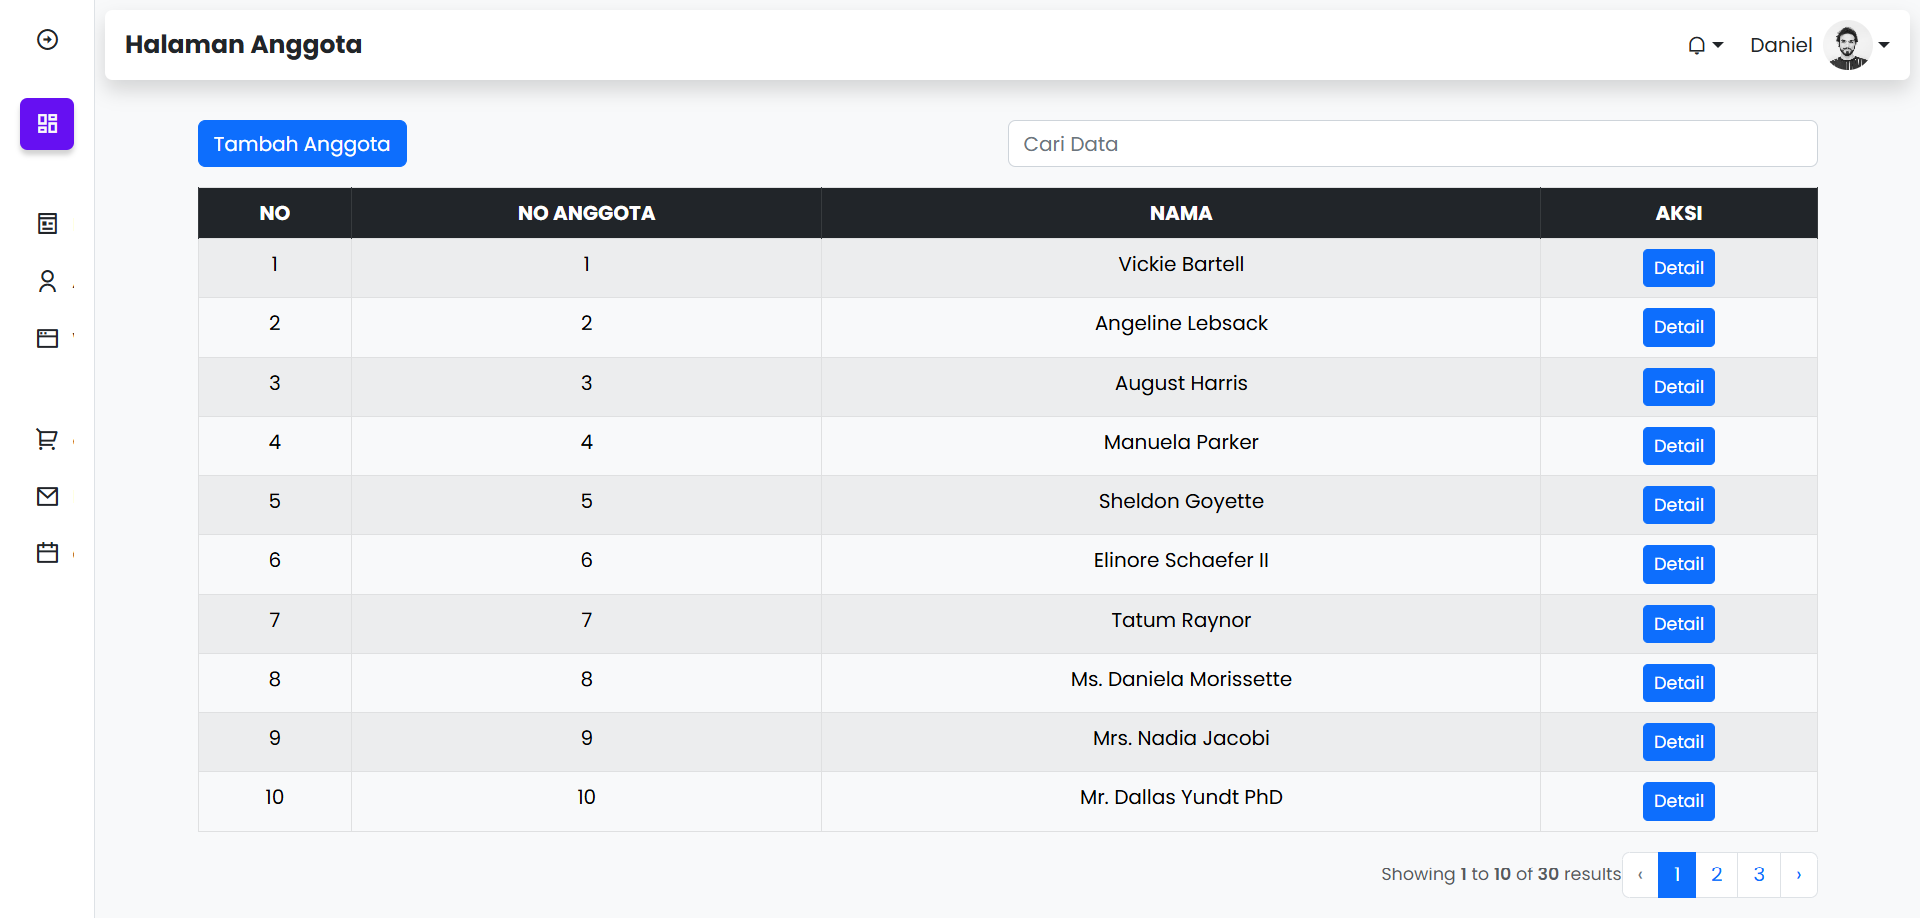 Halaman Anggota
Daniel
Tambah Anggota
Cari Data
NO NO ANGGOTA NAMA AKSI
1 1 Vickie Bartell Detail
2 2 Angeline Lebsack Detail
3 3 August Harris Detail
4 4 Manuela Parker Detail
5 5 Sheldon Goyette Detail
6 6 Elinore Schaefer II Detail
7 7 Tatum Raynor Detail
8 8 Ms. Daniela Morissette Detail
9 9 Mrs. Nadia Jacobi Detail
10 10 Mr. Dallas Yundt PhD Detail
Showing 1 to 10 of 30 results ‹ 1 2 3 ›